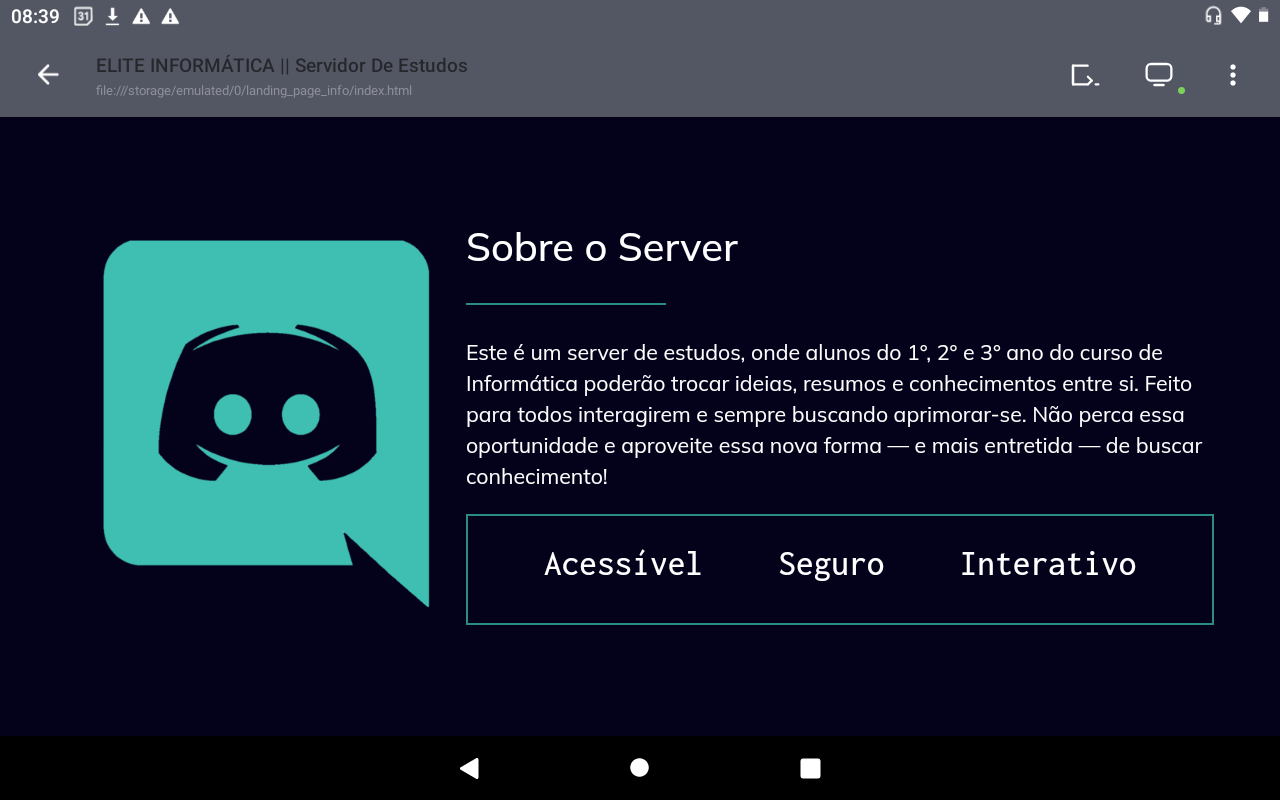 08:39
31
ELITE INFORMÁTICA || Servidor De Estudos
file:///storage/emulated/0/landing_page_info/index.html
Sobre o Server
Este é um server de estudos, onde alunos do 1º, 2º e 3º ano do curso de
Informática poderão trocar ideias, resumos e conhecimentos entre si. Feito
para todos interagirem e sempre buscando aprimorar-se. Não perca essa
oportunidade e aproveite essa nova forma — e mais entretida — de buscar
conhecimento!
Acessível Seguro Interativo